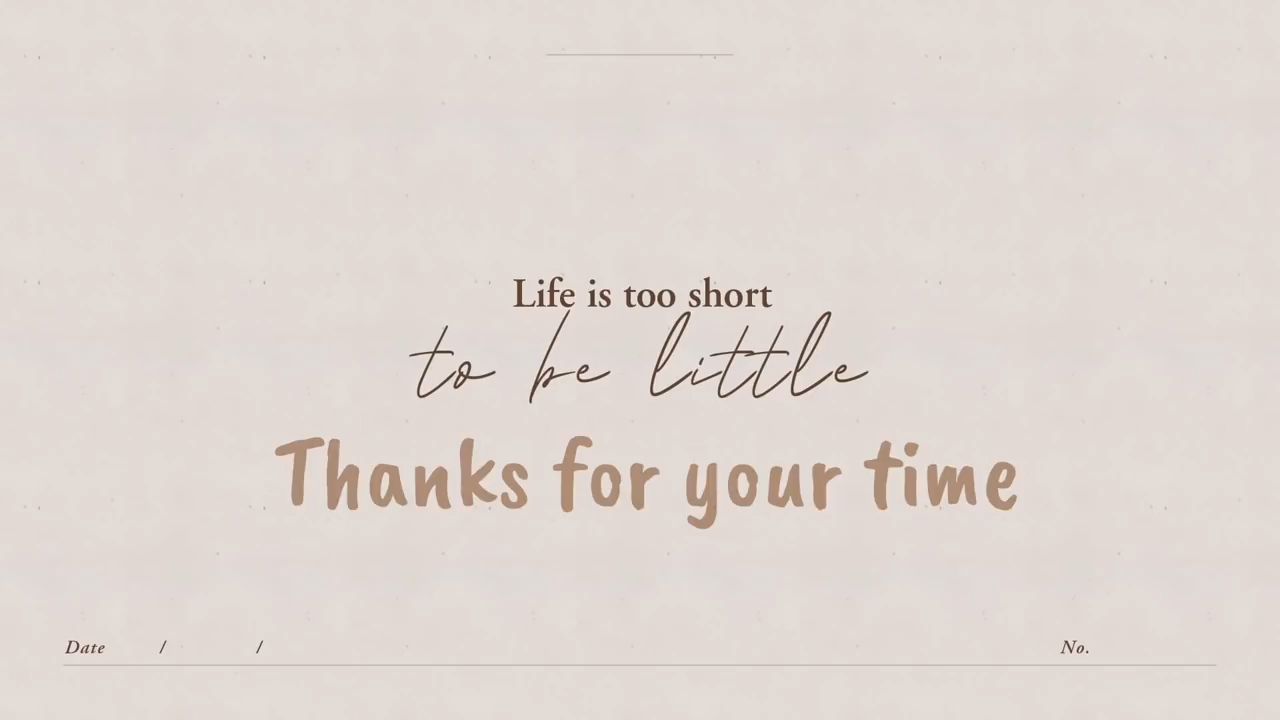 Life is too short
to be little
Thanks for your time
Date / /
No.